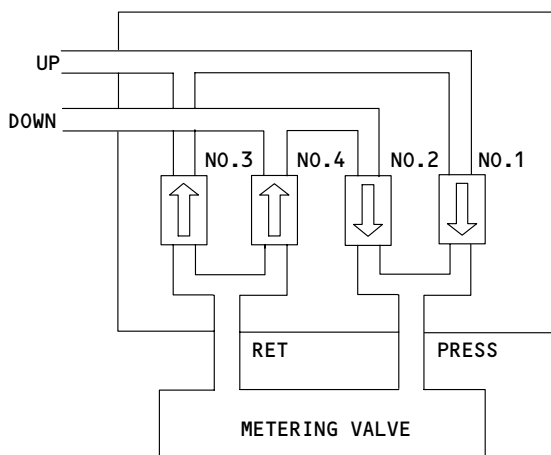 UP
DOWN
NO.3 NO.4 NO.2 NO.1
RET PRESS
METERING VALVE